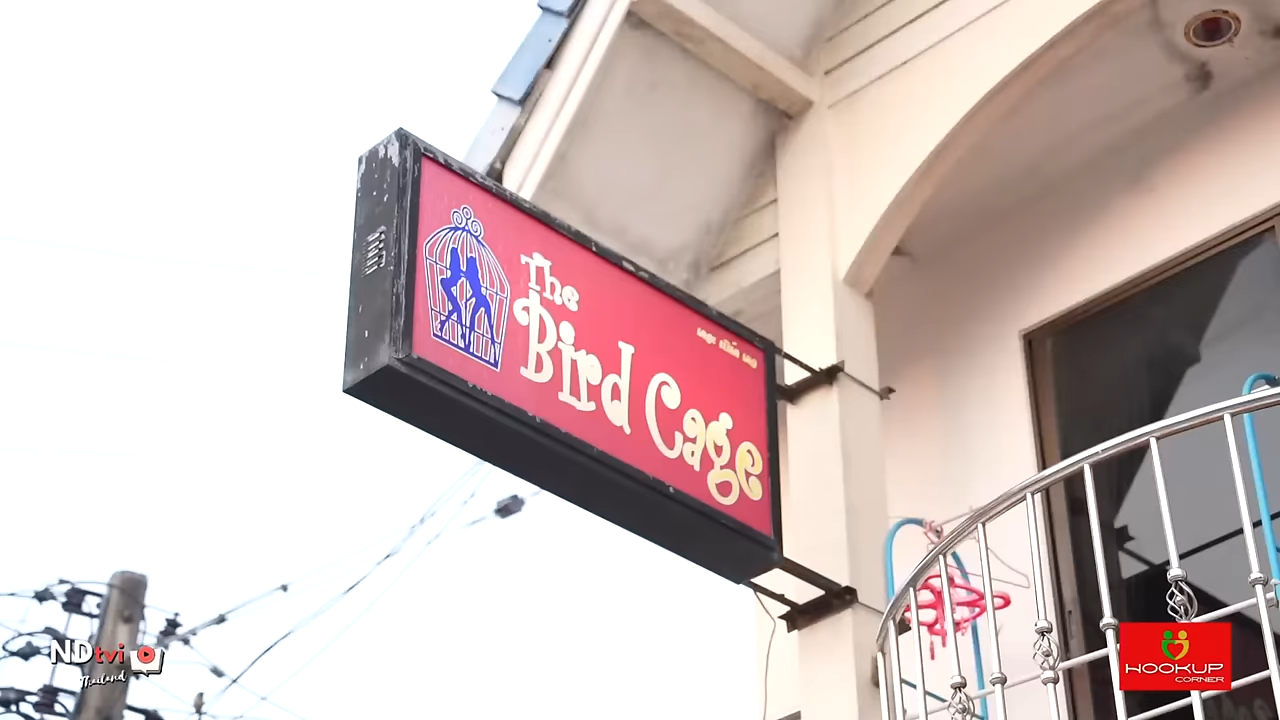 The
Bird Cage
NDtvi
Thailand
HOOKUP
CORNER